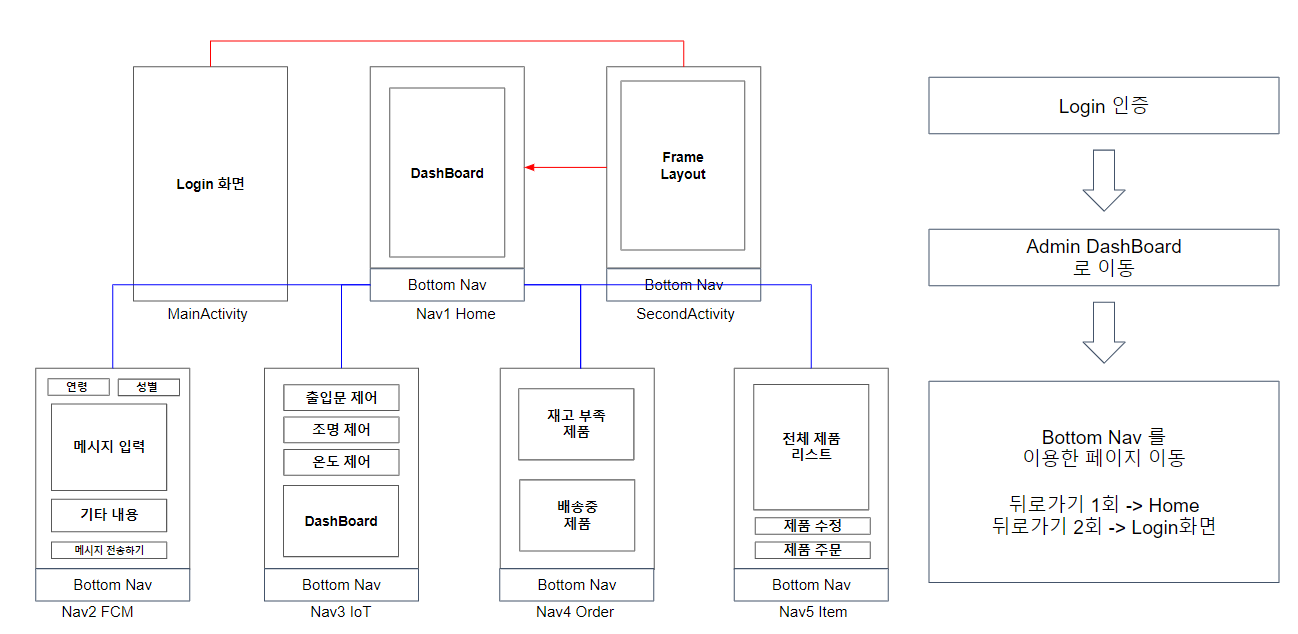 Login 화면
MainActivity
DashBoard
Bottom Nav
Nav1 Home
Frame
Layout
Bottom Nav
SecondActivity
연령
성별
메시지 입력
기타 내용
메시지 전송하기
Bottom Nav
Nav2 FCM
출입문 제어
조명 제어
온도 제어
DashBoard
Bottom Nav
Nav3 IoT
재고 부족
제품
배송중
제품
Bottom Nav
Nav4 Order
전체 제품
리스트
제품 수정
제품 주문
Bottom Nav
Nav5 Item
Login 인증
Admin DashBoard
로 이동
Bottom Nav 를
이용한 페이지 이동
뒤로가기 1회 -> Home
뒤로가기 2회 -> Login화면